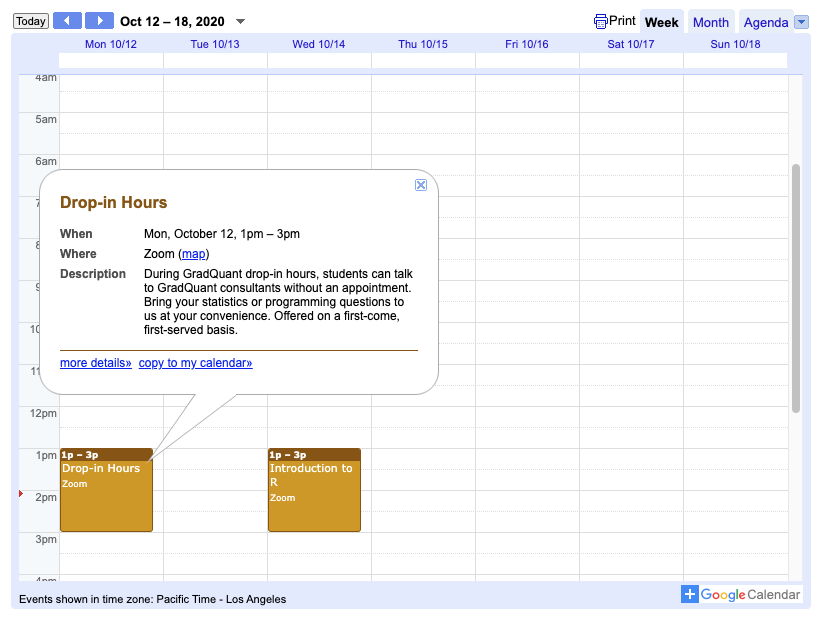 Today Oct 12 – 18, 2020 Print Week Month Agenda
Mon 10/12 Tue 10/13 Wed 10/14 Thu 10/15 Fri 10/16 Sat 10/17 Sun 10/18
4am
5am
6am
Drop-in Hours
When Mon, October 12, 1pm – 3pm
Where Zoom (map)
Description During GradQuant drop-in hours, students can talk
to GradQuant consultants without an appointment.
Bring your statistics or programming questions to
us at your convenience. Offered on a first-come,
first-served basis.
more details» copy to my calendar»
7
8
9
10
11
12pm
1pm
2pm
3pm
4pm
1p – 3p
Drop-in Hours
Zoom
1p – 3p
Introduction to
R
Zoom
Events shown in time zone: Pacific Time - Los Angeles
+ Google Calendar